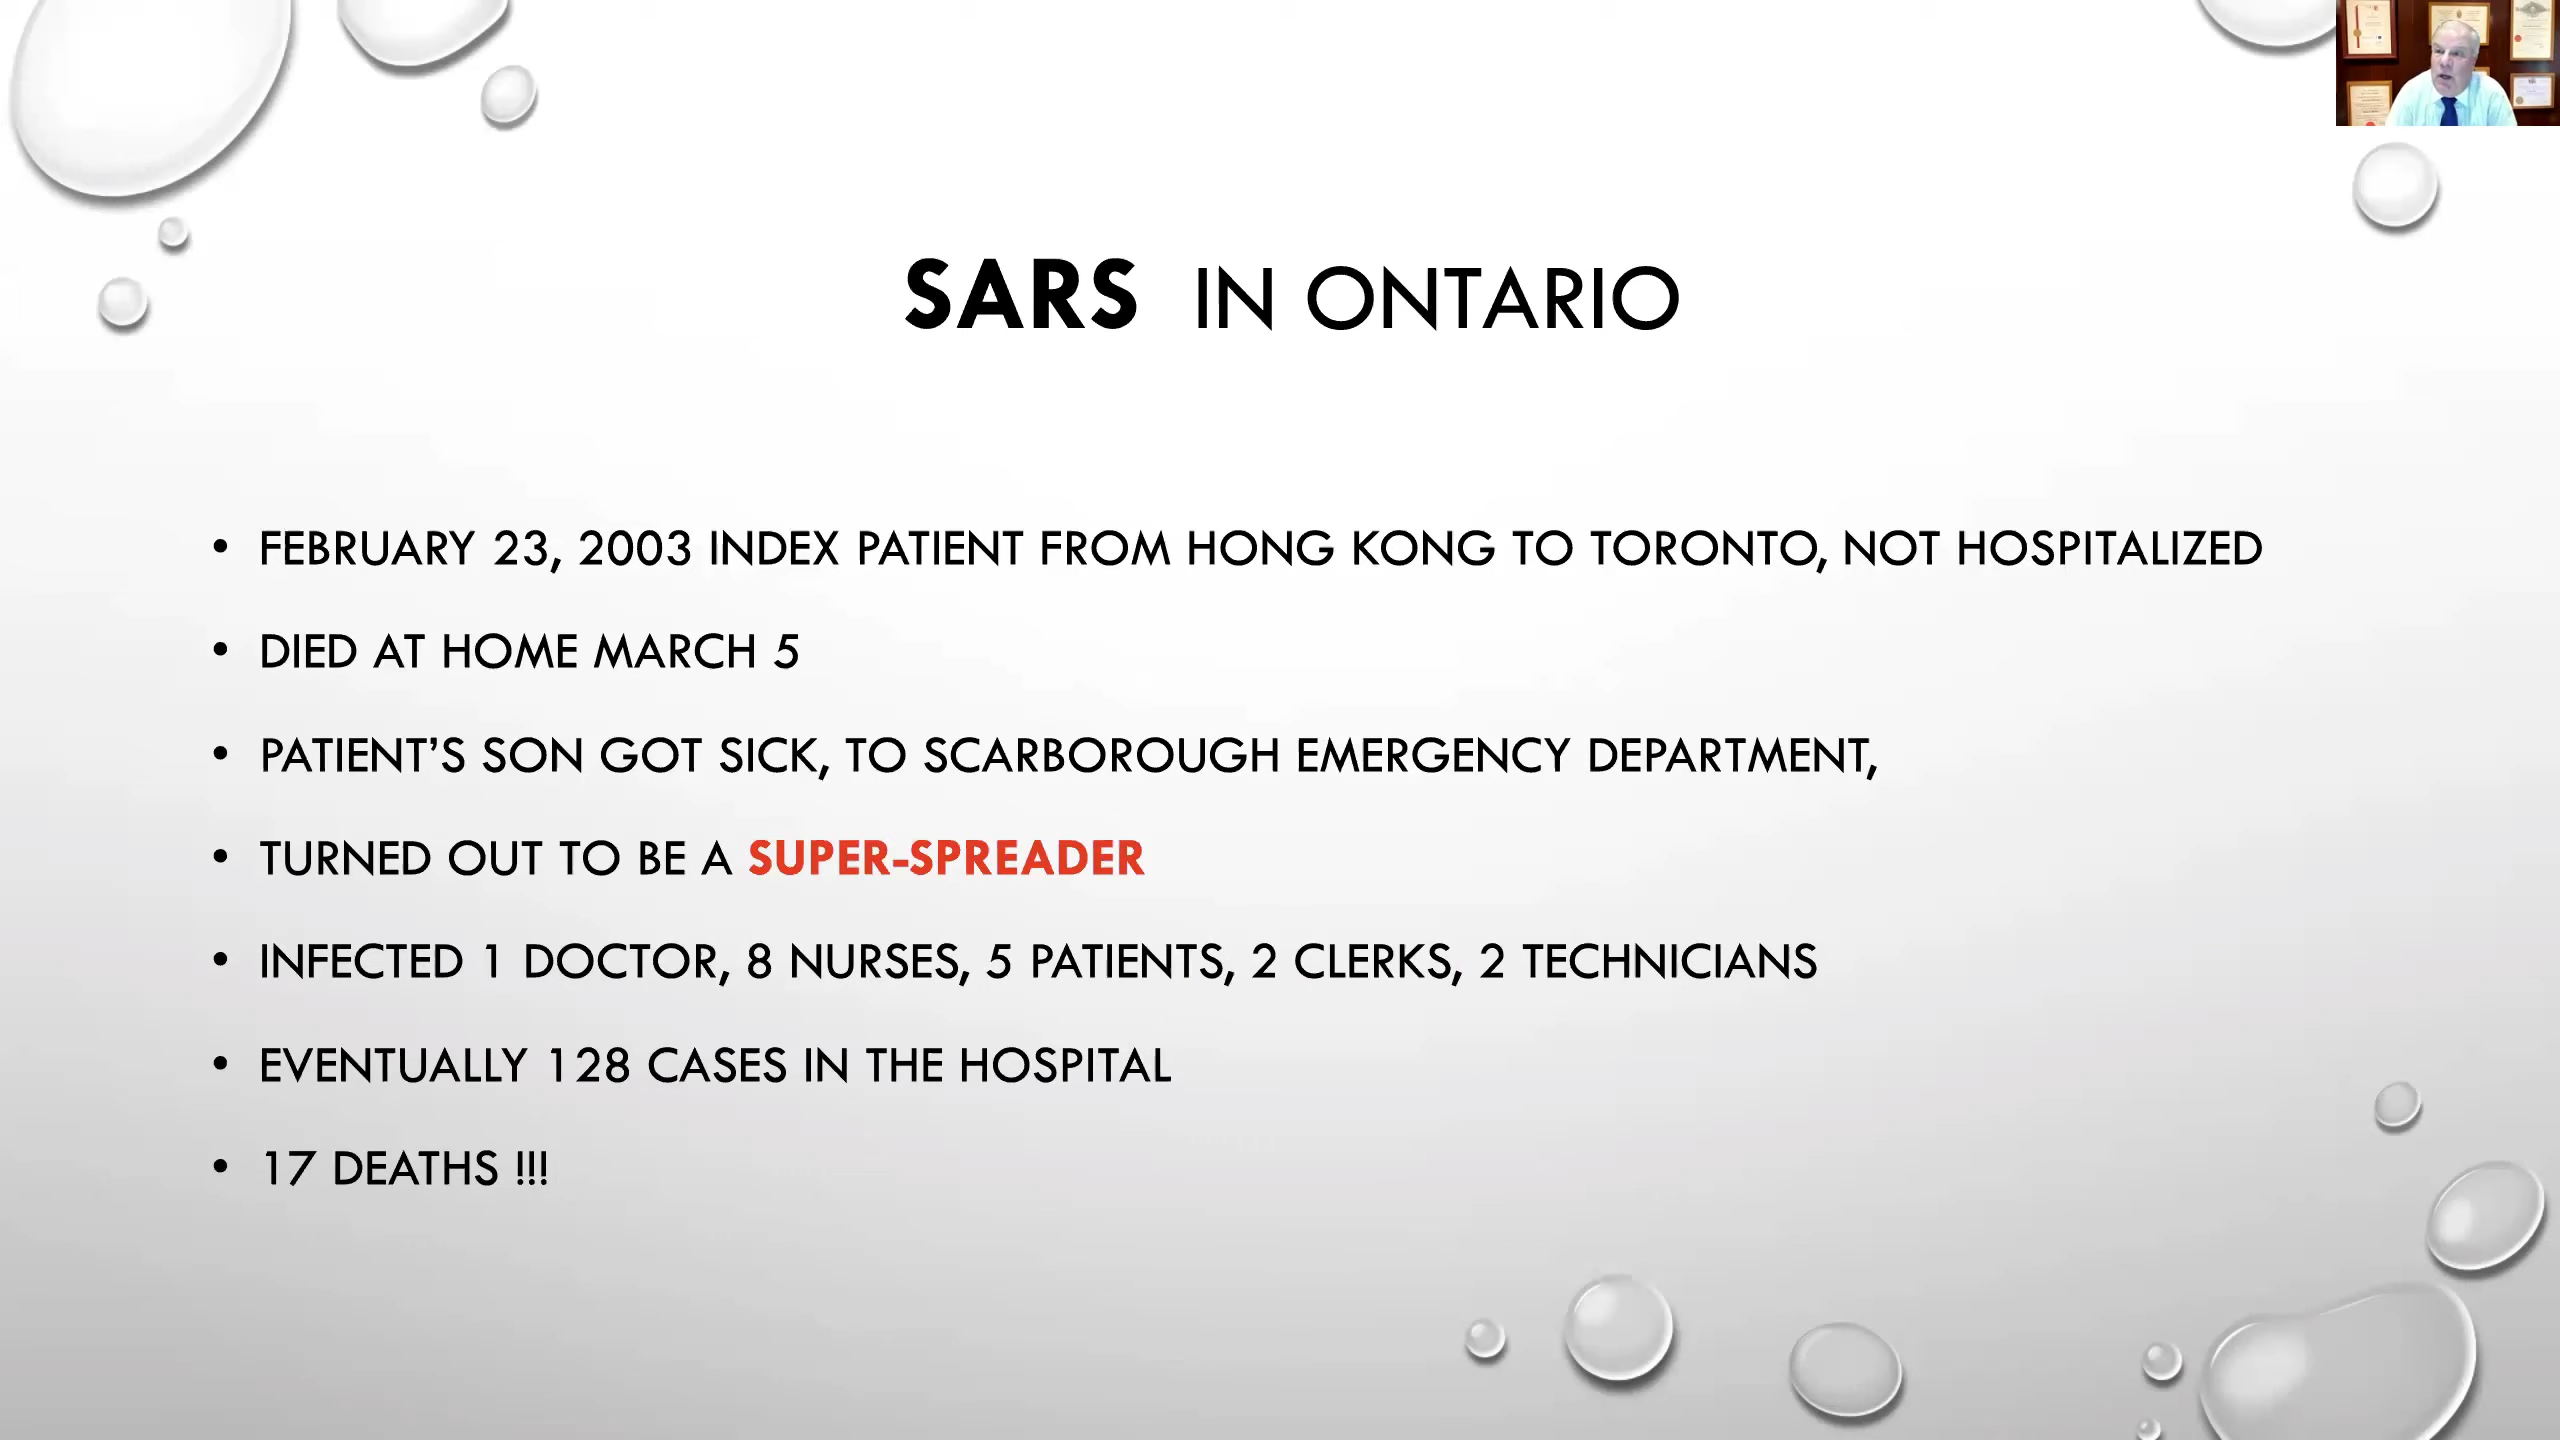 SARS IN ONTARIO
• FEBRUARY 23, 2003 INDEX PATIENT FROM HONG KONG TO TORONTO, NOT HOSPITALIZED
• DIED AT HOME MARCH 5
• PATIENT’S SON GOT SICK, TO SCARBOROUGH EMERGENCY DEPARTMENT,
• TURNED OUT TO BE A SUPER-SPREADER
• INFECTED 1 DOCTOR, 8 NURSES, 5 PATIENTS, 2 CLERKS, 2 TECHNICIANS
• EVENTUALLY 128 CASES IN THE HOSPITAL
• 17 DEATHS !!!